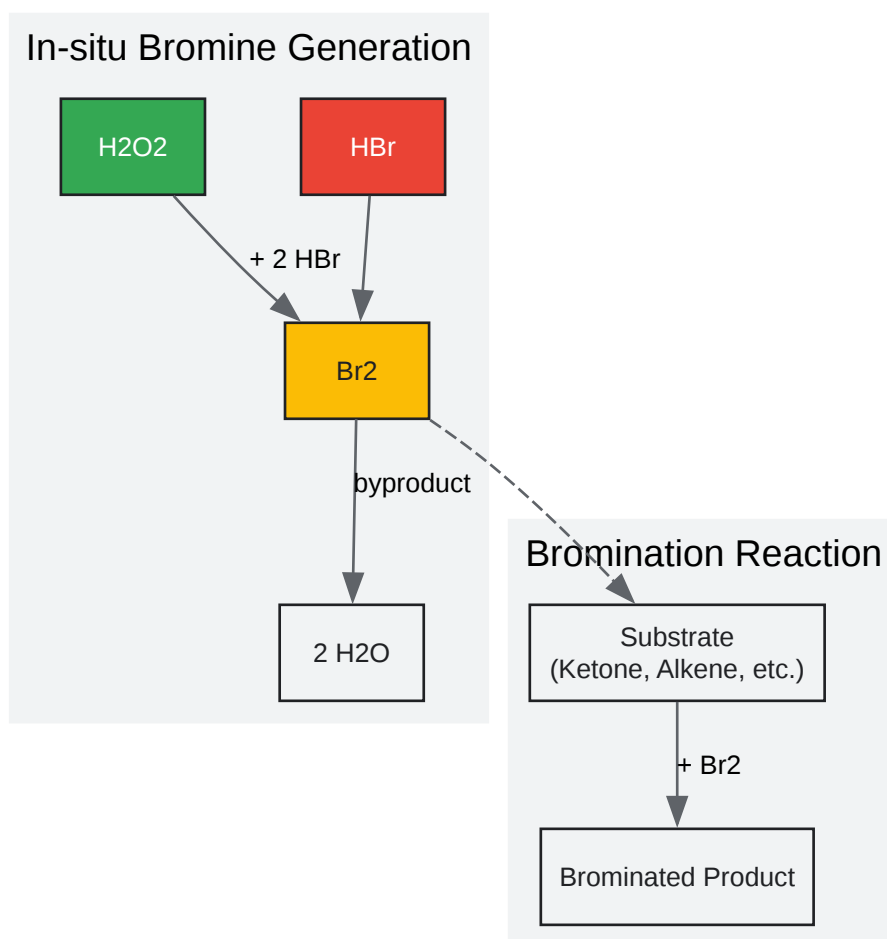 In-situ Bromine Generation
H2O2
HBr
+ 2 HBr
Br2
byproduct
2 H2O
Bromination Reaction
Substrate
(Ketone, Alkene, etc.)
+ Br2
Brominated Product